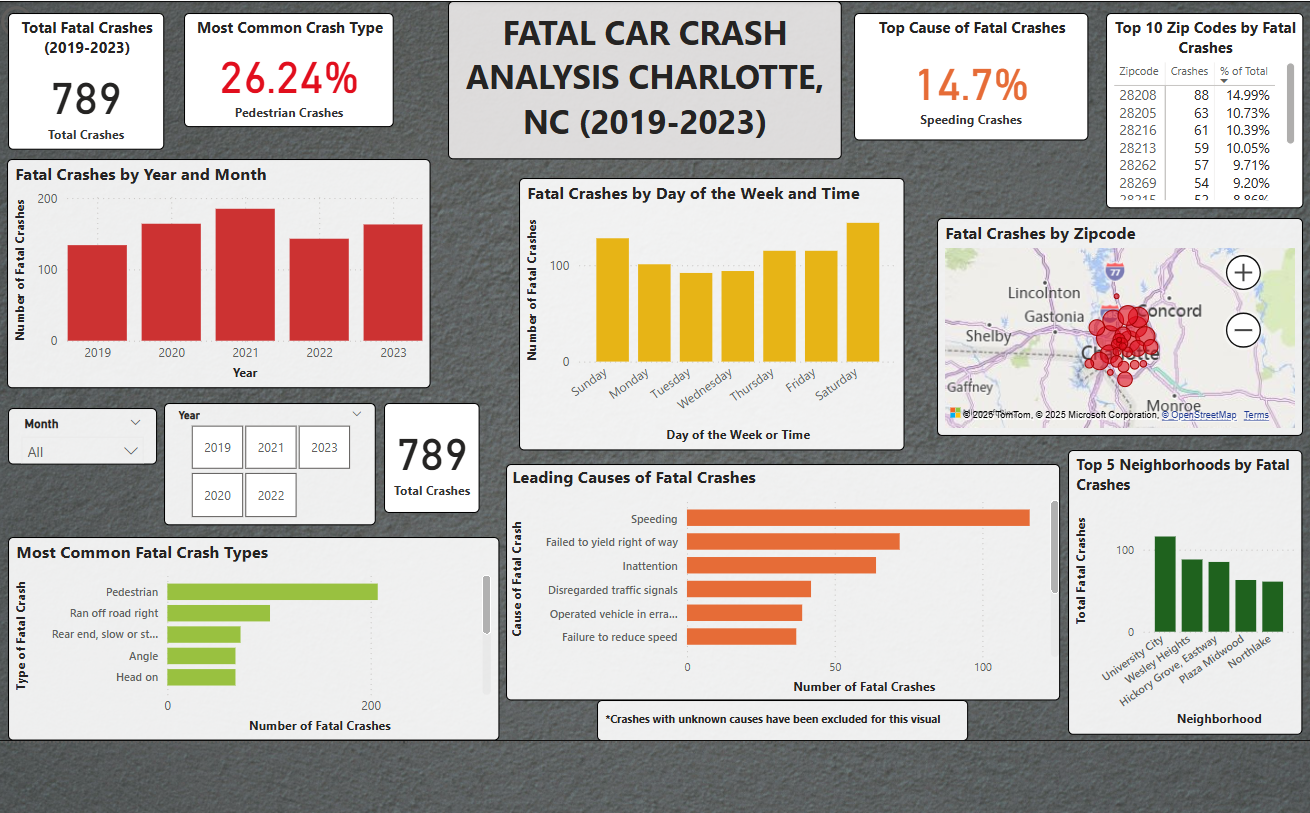 Total Fatal Crashes
(2019-2023)
789
Total Crashes
Most Common Crash Type
26.24%
Pedestrian Crashes
FATAL CAR CRASH
ANALYSIS CHARLOTTE,
NC (2019-2023)
Top Cause of Fatal Crashes
14.7%
Speeding Crashes
Top 10 Zip Codes by Fatal
Crashes
Zipcode Crashes % of Total
28208 88 14.99%
28205 63 10.73%
28216 61 10.39%
28213 59 10.05%
28262 57 9.71%
28269 54 9.20%
28215 52 8.86%
Fatal Crashes by Year and Month
Number of Fatal Crashes
200
100
0
2019 2020 2021 2022 2023
Year
Fatal Crashes by Day of the Week and Time
Number of Fatal Crashes
100
0
Sunday Monday Tuesday Wednesday Thursday Friday Saturday
Day of the Week or Time
Fatal Crashes by Zipcode
77
Lincolnton
Concord
Gastonia
Shelby
Charlotte
Gaffney
Monroe
© 2025 TomTom, © 2025 Microsoft Corporation, © OpenStreetMap Terms
Month
All
Year
2019 2021 2023
2020 2022
789
Total Crashes
Most Common Fatal Crash Types
Type of Fatal Crash
Pedestrian
Ran off road right
Rear end, slow or st...
Angle
Head on
0 200
Number of Fatal Crashes
Leading Causes of Fatal Crashes
Cause of Fatal Crash
Speeding
Failed to yield right of way
Inattention
Disregarded traffic signals
Operated vehicle in erra...
Failure to reduce speed
0 50 100
Number of Fatal Crashes
*Crashes with unknown causes have been excluded for this visual
Top 5 Neighborhoods by Fatal
Crashes
Total Fatal Crashes
100
0
University City
Wesley Heights
Hickory Grove, Eastway
Plaza Midwood
Northlake
Neighborhood